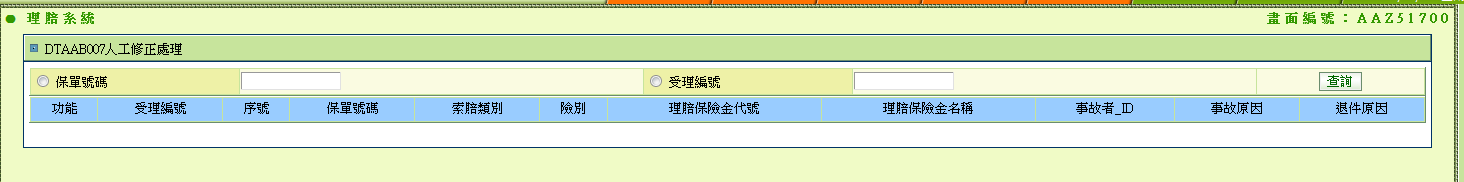 理賠系統 畫面編號：AAZ51700
DTAAB007人工修正處理
保單號碼 受理編號 查詢
功能 受理編號 序號 保單號碼 索賠類別 險別 理賠保險金代號 理賠保險金名稱 事故者_ID 事故原因 退件原因